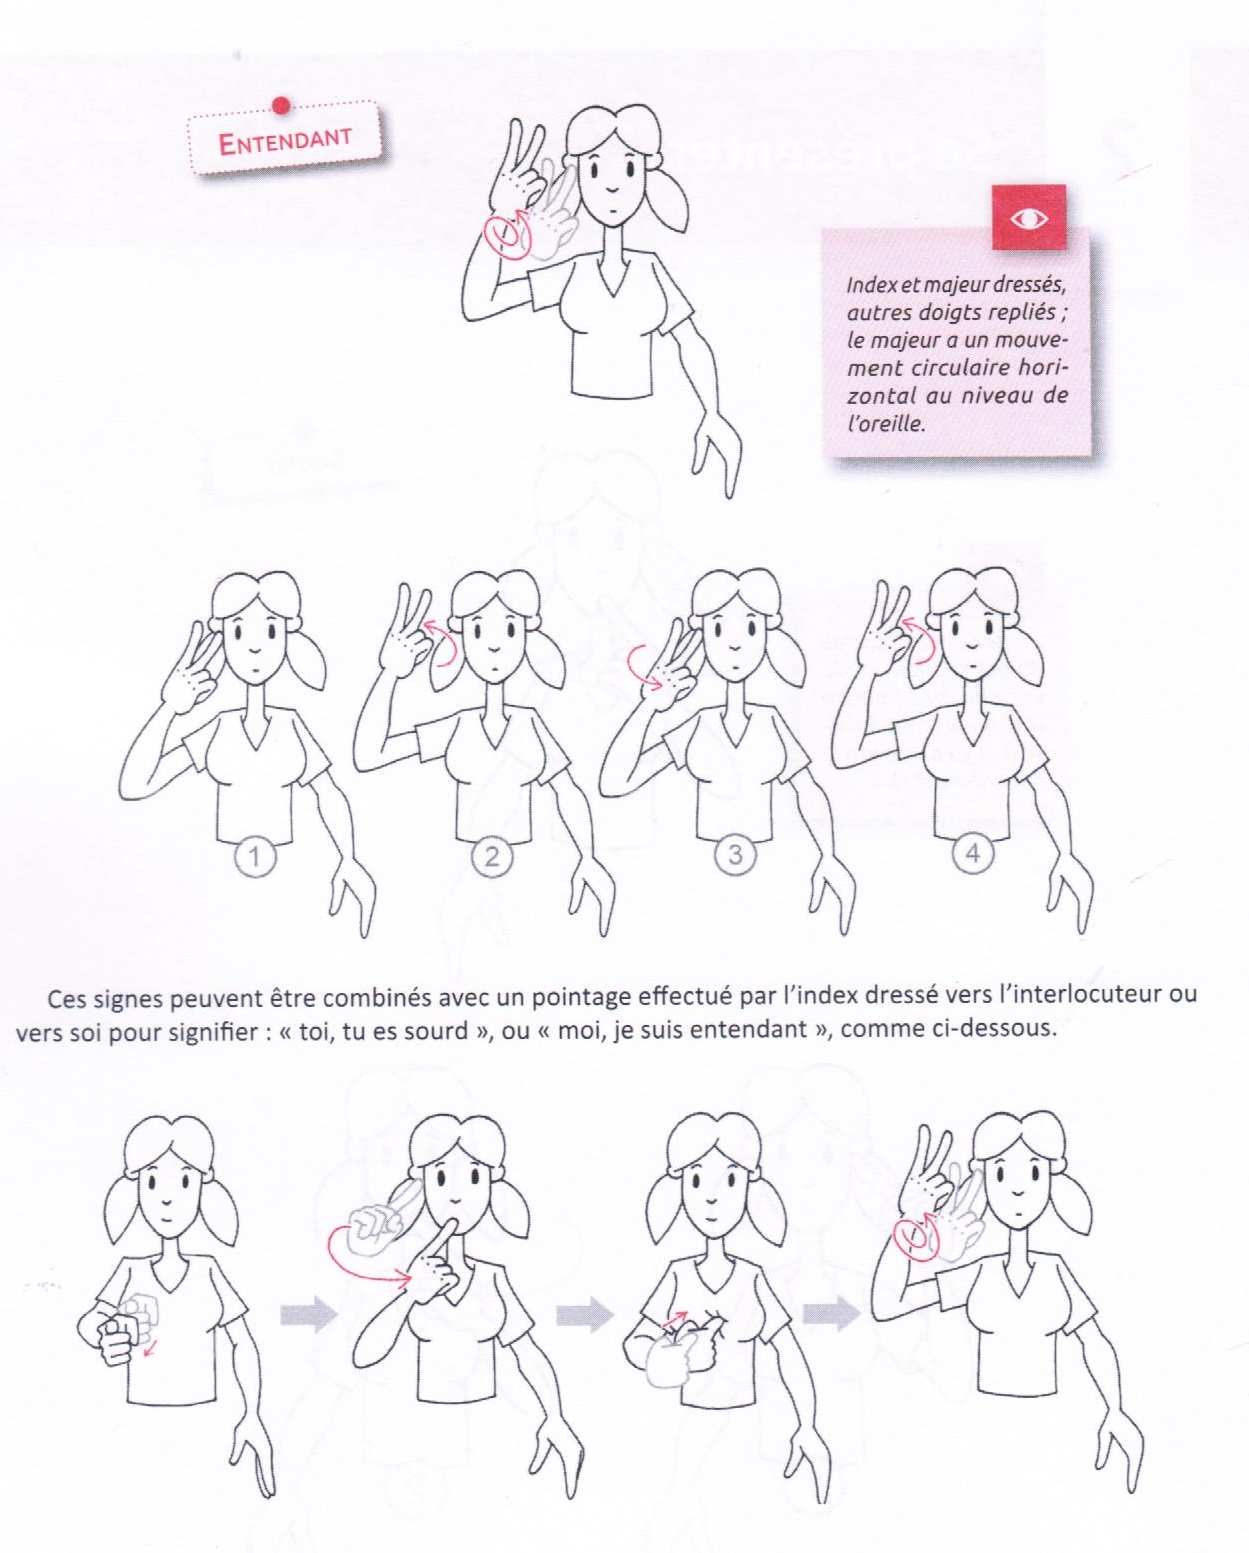 ENTENDANT
Index et majeur dressés,
autres doigts repliés ;
le majeur a un mouve-
ment circulaire hori-
zontal au niveau de
l'oreille.
1
2
3
4
Ces signes peuvent être combinés avec un pointage effectué par l'index dressé vers l'interlocuteur ou
vers soi pour signifier : « toi, tu es sourd », ou « moi, je suis entendant », comme ci-dessous.